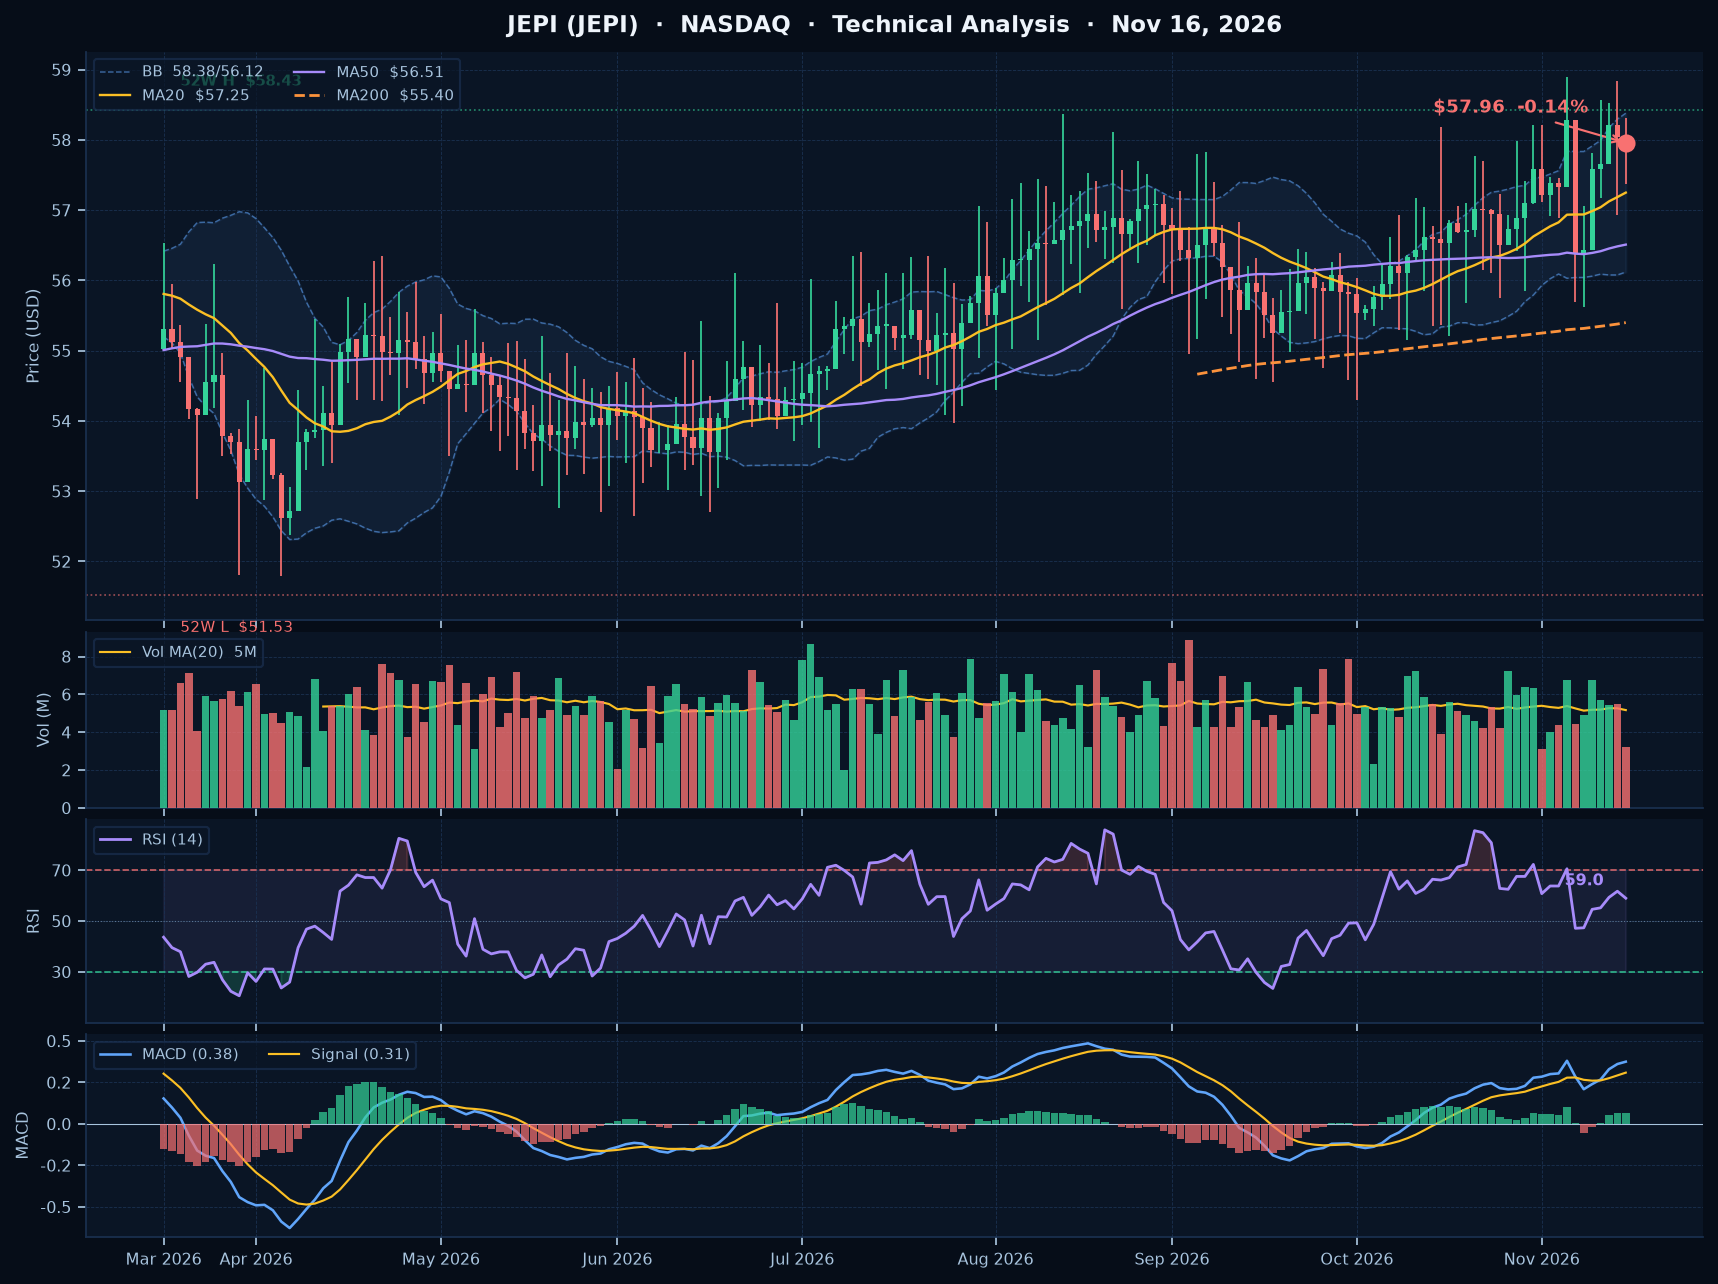 JEPI (JEPI) · NASDAQ · Technical Analysis · Nov 16, 2026
BB 58.38/56.12
MA50 $56.51
MA20 $57.25
MA200 $55.40
52W H $58.43
$57.96 -0.14%
59
58
57
56
55
54
53
52
Price (USD)
52W L $51.53
Vol MA(20) 5M
8
6
4
2
0
Vol (M)
RSI (14)
70
50
30
RSI
59.0
MACD (0.38)
Signal (0.31)
0.5
0.2
0.0
-0.2
-0.5
MACD
Mar 2026
Apr 2026
May 2026
Jun 2026
Jul 2026
Aug 2026
Sep 2026
Oct 2026
Nov 2026